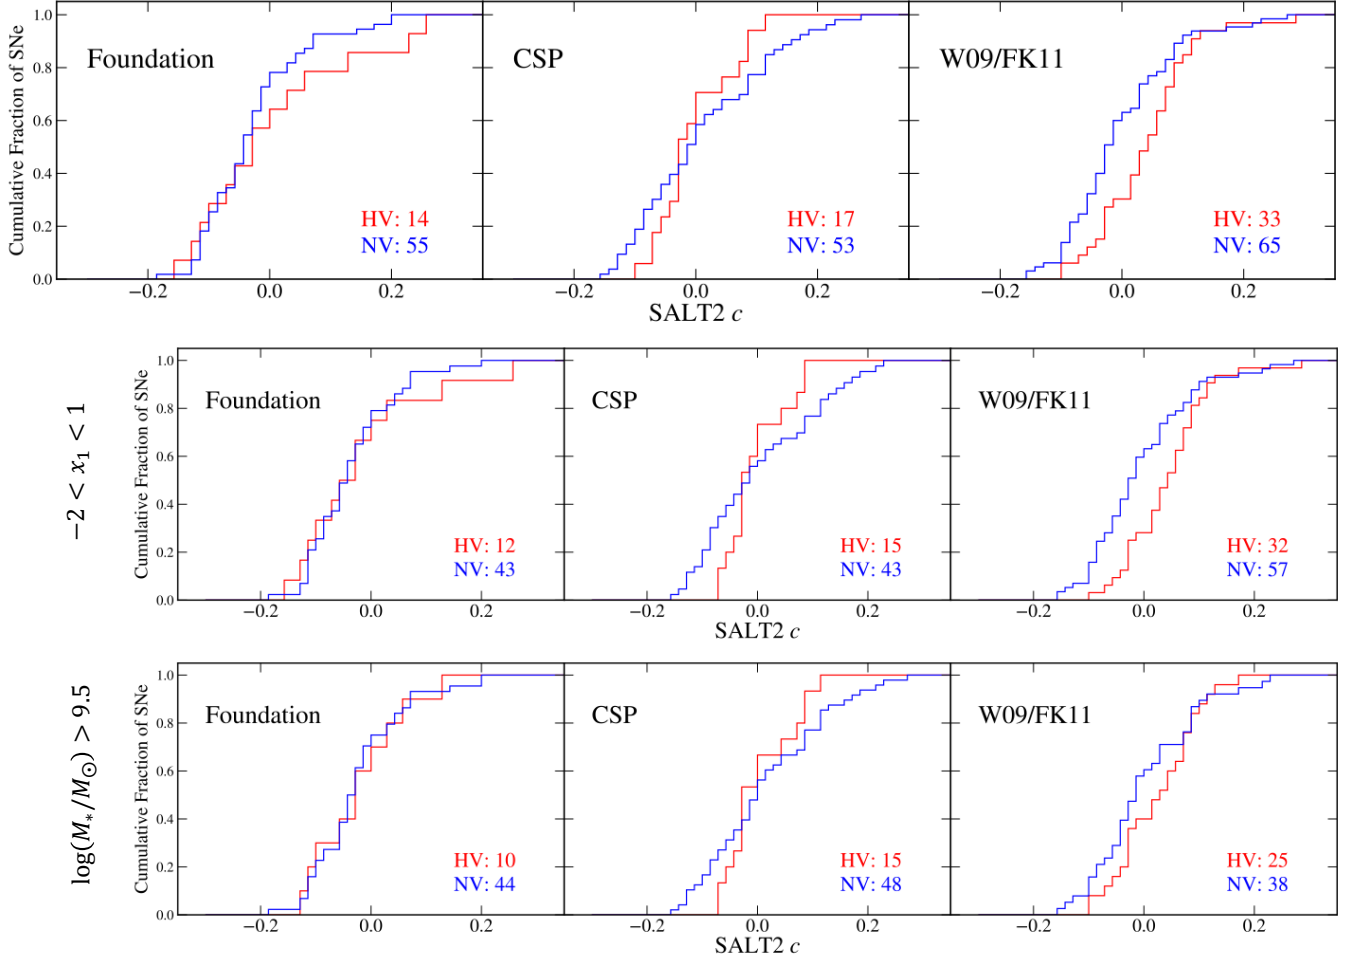 Cumulative Fraction of SNe
1.0
0.8
0.6
0.4
0.2
0.0
Foundation
HV: 14
NV: 55
CSP
HV: 17
NV: 53
W09/FK11
HV: 33
NV: 65
−0.2 0.0 0.2 −0.2 0.0 0.2 −0.2 0.0 0.2
SALT2 c
−2 < x₁ < 1
Cumulative Fraction of SNe
1.0
0.8
0.6
0.4
0.2
0.0
Foundation
HV: 12
NV: 43
CSP
HV: 15
NV: 43
W09/FK11
HV: 32
NV: 57
−0.2 0.0 0.2 −0.2 0.0 0.2 −0.2 0.0 0.2
SALT2 c
log(M∗/M⊙) > 9.5
Cumulative Fraction of SNe
1.0
0.8
0.6
0.4
0.2
0.0
Foundation
HV: 10
NV: 44
CSP
HV: 15
NV: 48
W09/FK11
HV: 25
NV: 38
−0.2 0.0 0.2 −0.2 0.0 0.2 −0.2 0.0 0.2
SALT2 c